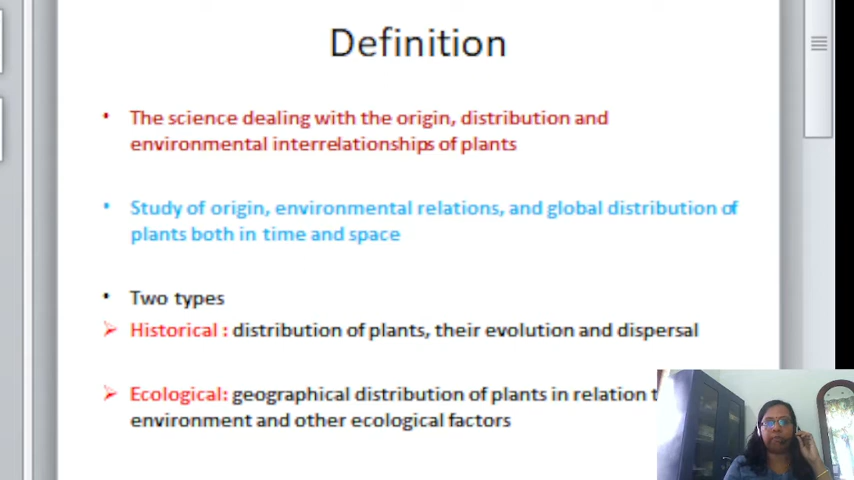 Definition
• The science dealing with the origin, distribution and
environmental interrelationships of plants
• Study of origin, environmental relations, and global distribution of
plants both in time and space
• Two types
➢ Historical : distribution of plants, their evolution and dispersal
➢ Ecological: geographical distribution of plants in relation
environment and other ecological factors